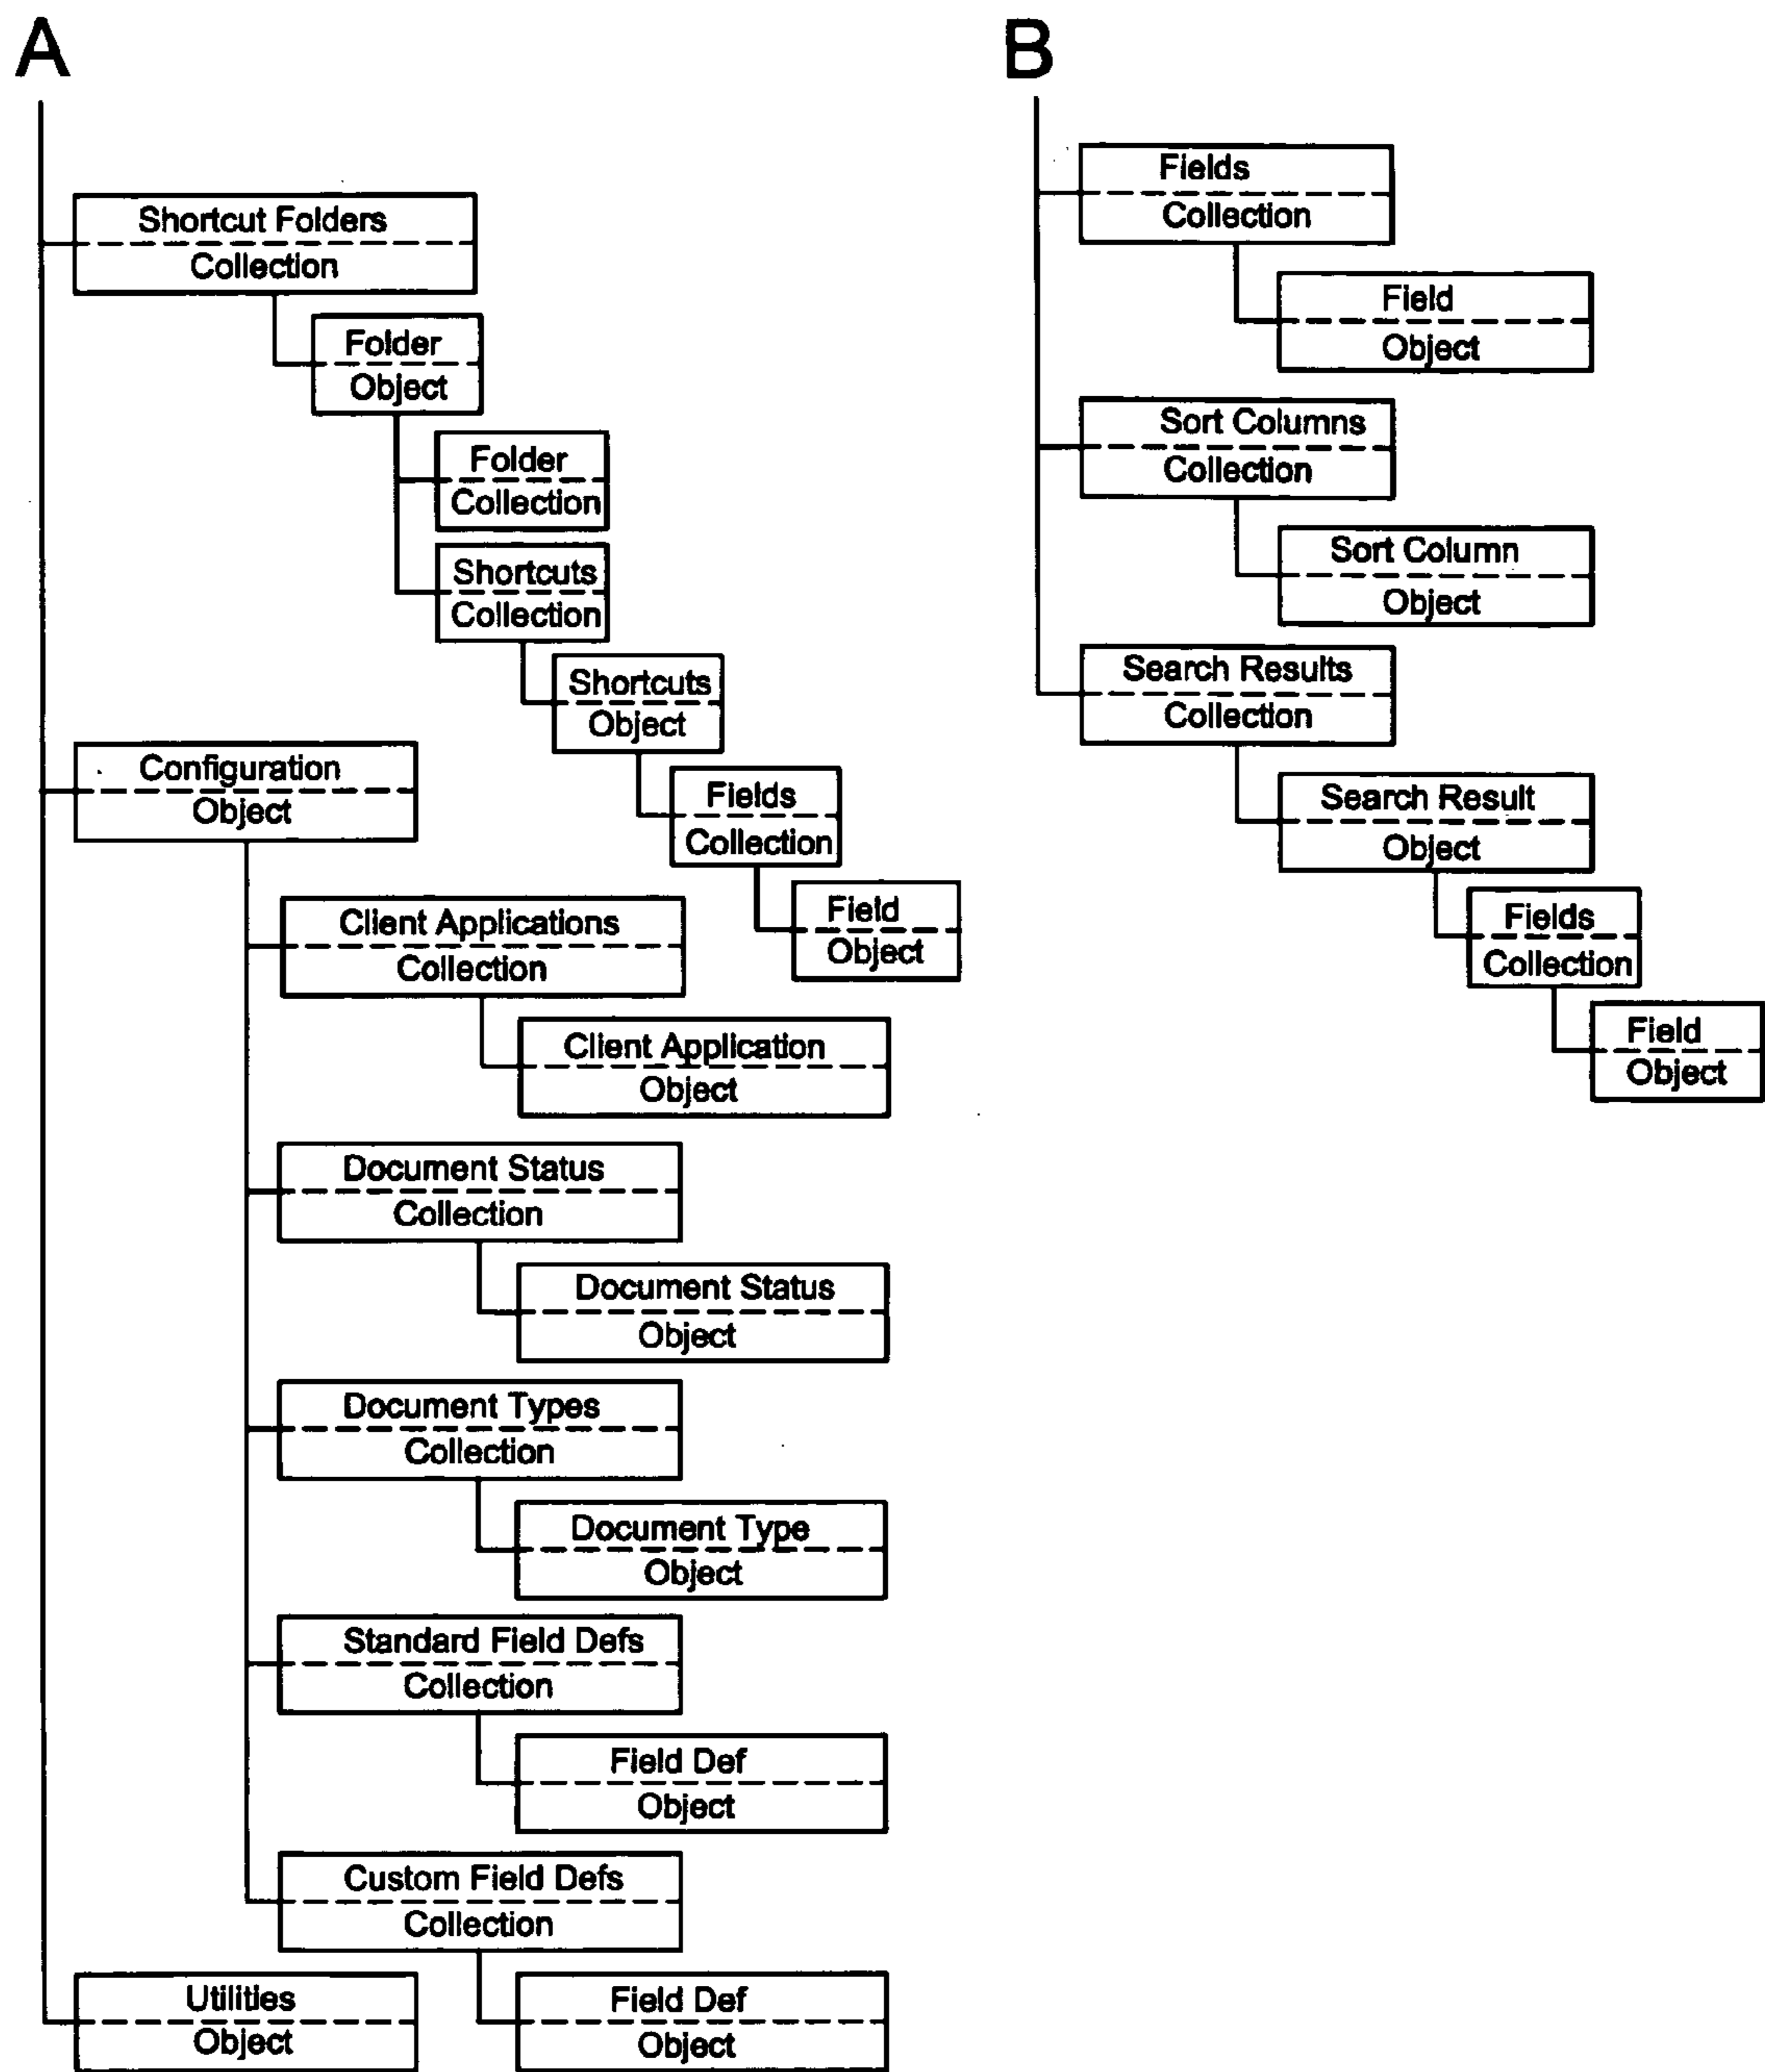 A
Shortcut Folders
Collection
Folder
Object
Folder
Collection
Shortcuts
Collection
Shortcuts
Object
Fields
Collection
Field
Object
Configuration
Object
Client Applications
Collection
Client Application
Object
Document Status
Collection
Document Status
Object
Document Types
Collection
Document Type
Object
Standard Field Defs
Collection
Field Def
Object
Custom Field Defs
Collection
Field Def
Object
Utilities
Object
B
Fields
Collection
Field
Object
Sort Columns
Collection
Sort Column
Object
Search Results
Collection
Search Result
Object
Fields
Collection
Field
Object